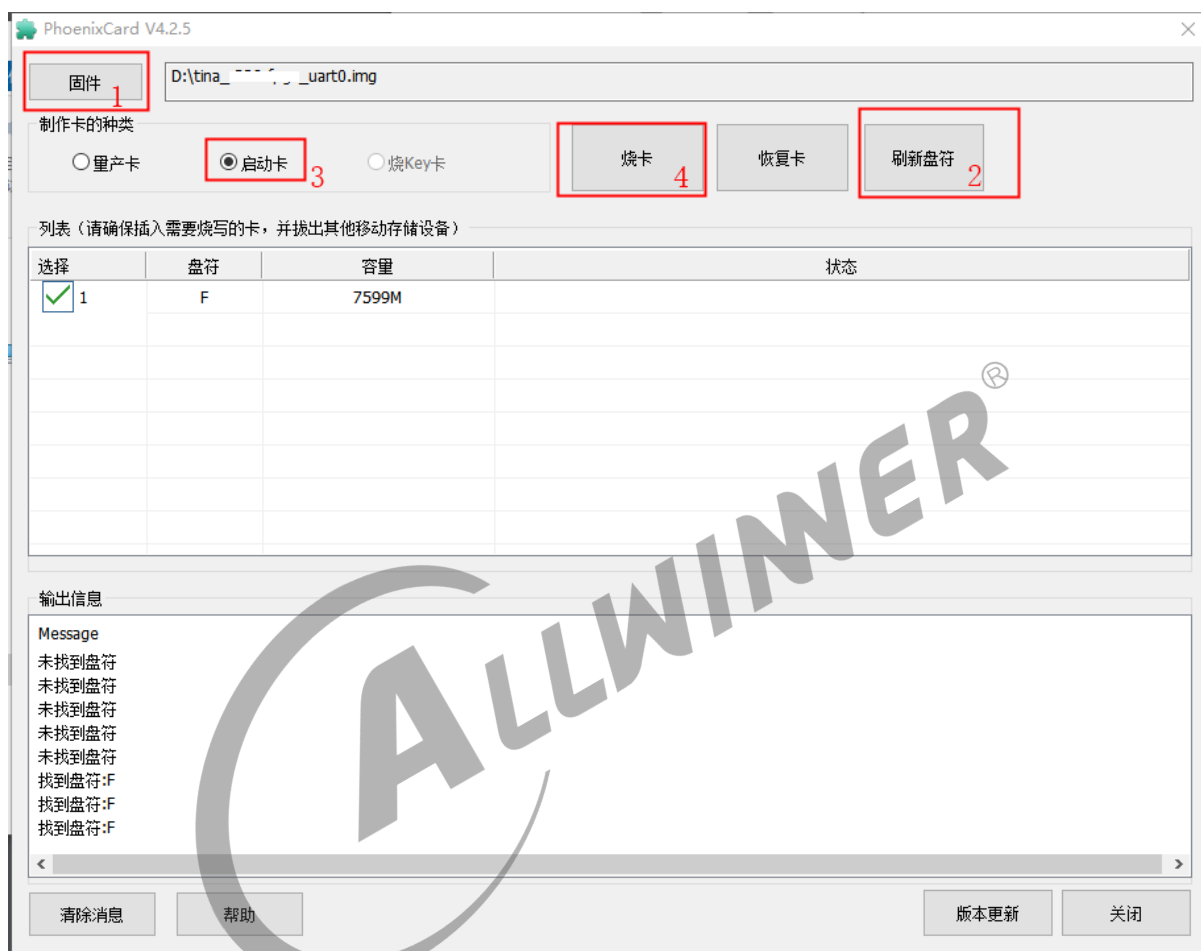 PhoenixCard V4.2.5
固件 1
D:\tina_ _uart0.img
制作卡的种类
量产卡
启动卡 3
烧Key卡
烧卡 4
恢复卡
刷新盘符 2
列表（请确保插入需要烧写的卡，并拔出其他移动存储设备）
选择 盘符 容量 状态
1 F 7599M
输出信息
Message
未找到盘符
未找到盘符
未找到盘符
未找到盘符
未找到盘符
找到盘符:F
找到盘符:F
找到盘符:F
ALLWINNER®
清除消息 帮助 版本更新 关闭